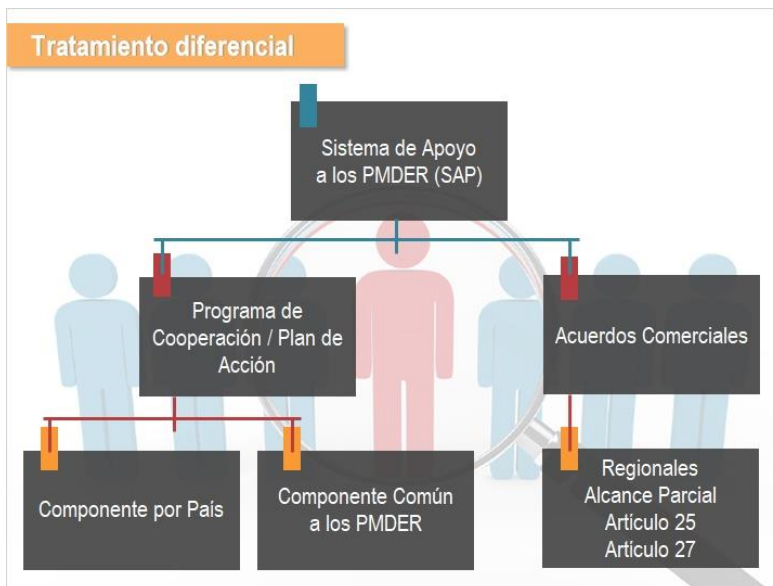 Tratamiento diferencial
Sistema de Apoyo
a los PMDER (SAP)
Programa de
Cooperación / Plan de
Acción
Acuerdos Comerciales
Componente por País
Componente Común
a los PMDER
Regionales
Alcance Parcial
Artículo 25
Artículo 27